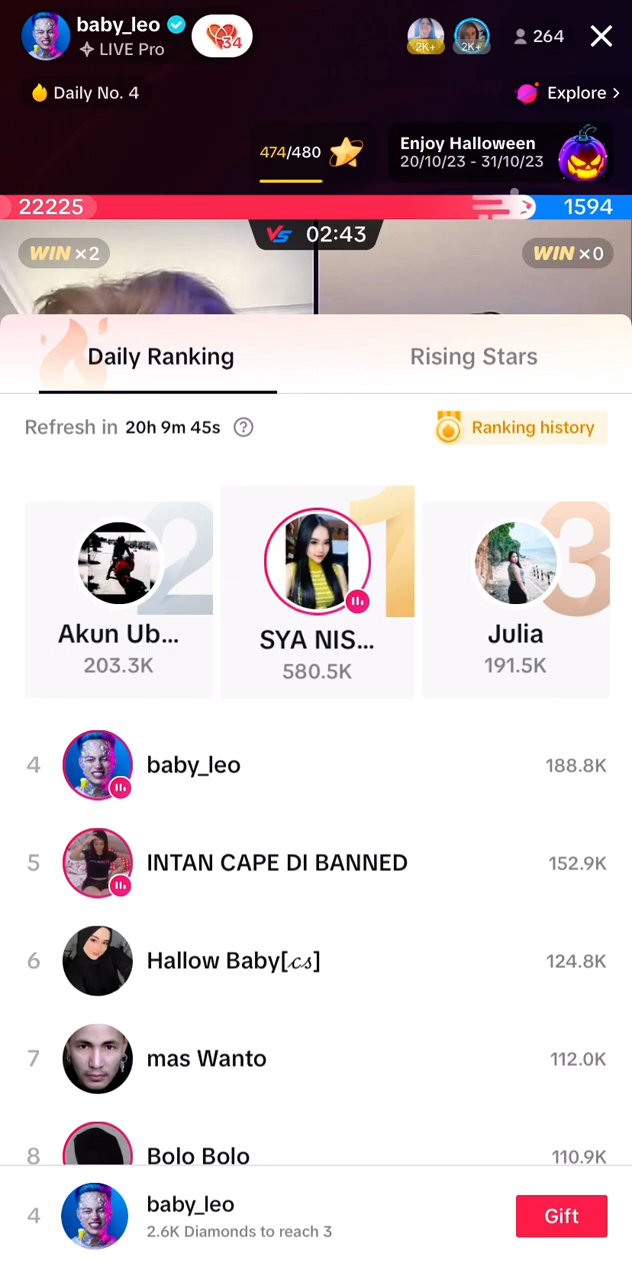 baby_leo
LIVE Pro
34
2K+
2K+
264
Daily No. 4
Explore >
474/480
Enjoy Halloween
20/10/23 - 31/10/23
22225
1594
VS 02:43
WIN ×2
WIN ×0
Daily Ranking
Rising Stars
Refresh in 20h 9m 45s ?
Ranking history
2
Akun Ub...
203.3K
1
SYA NIS...
580.5K
3
Julia
191.5K
4 baby_leo 188.8K
5 INTAN CAPE DI BANNED 152.9K
6 Hallow Baby[𝓬𝓼] 124.8K
7 mas Wanto 112.0K
8 Bolo Bolo 110.9K
4 baby_leo
2.6K Diamonds to reach 3
Gift